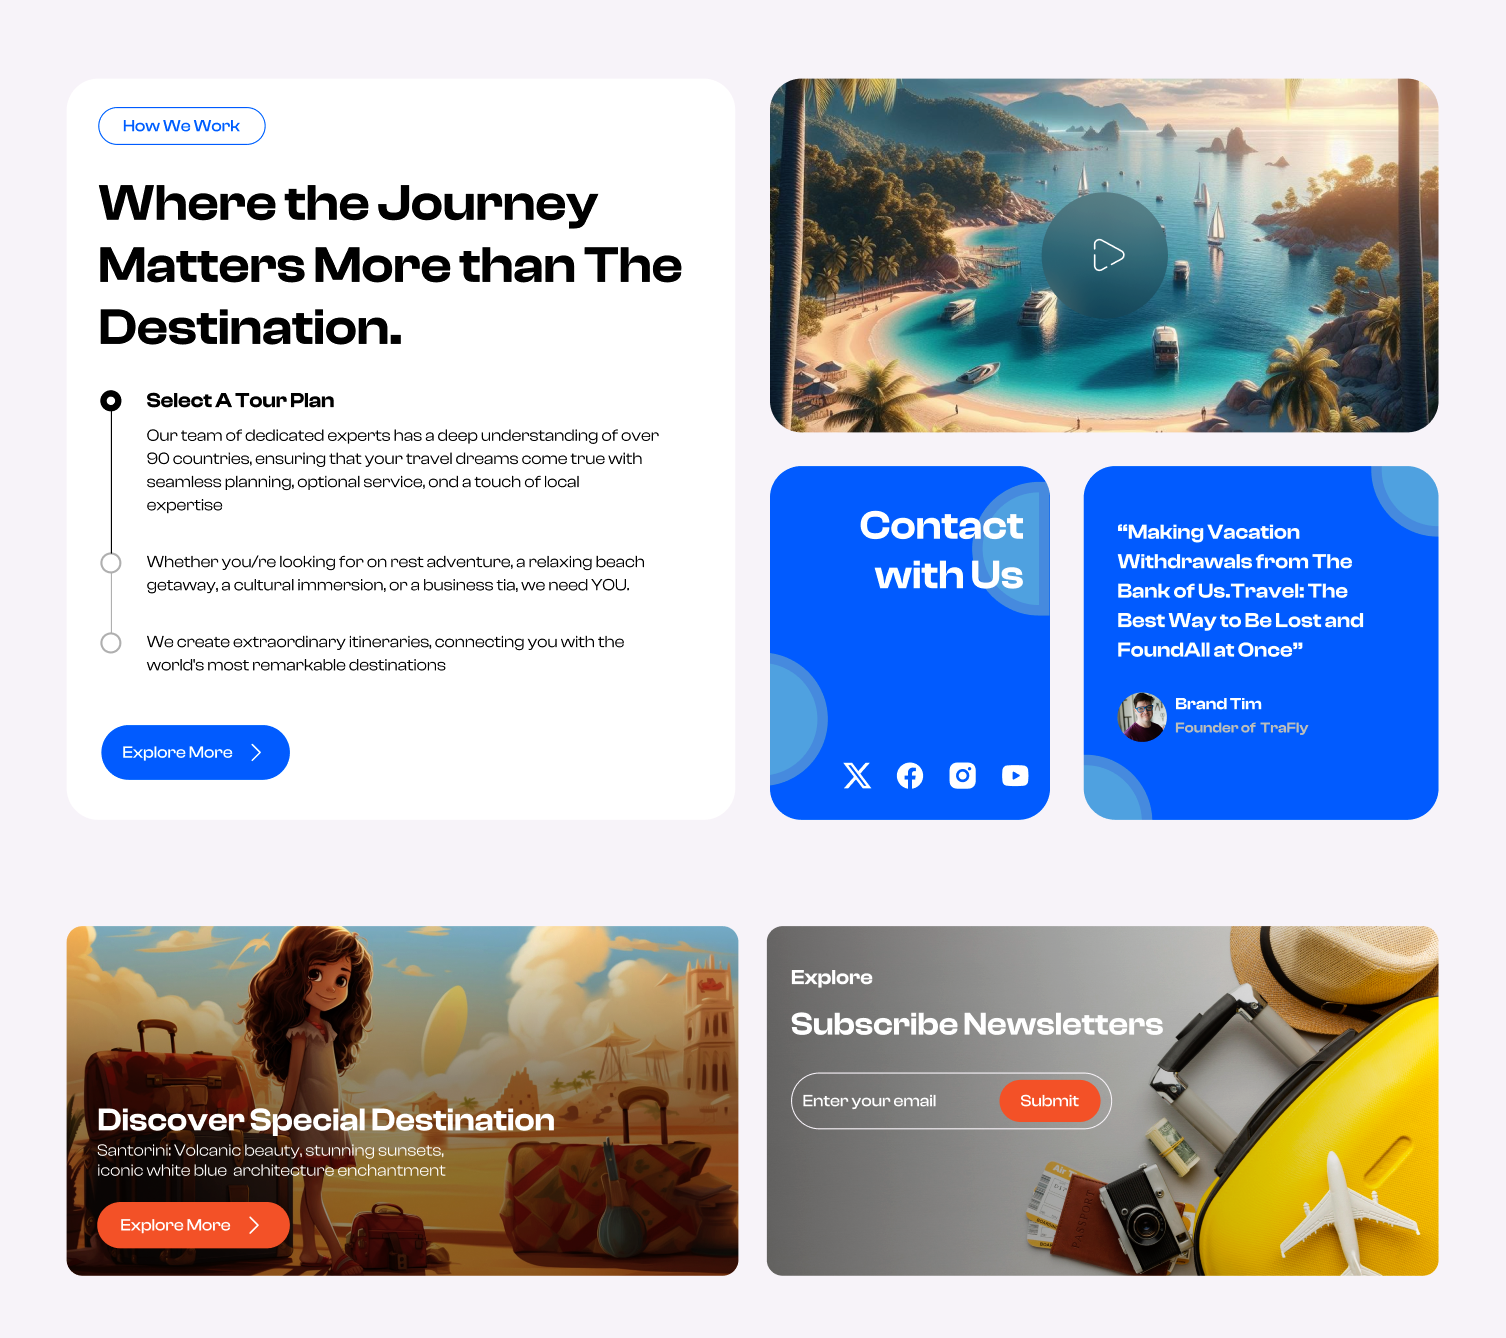 How We Work
Where the Journey
Matters More than The
Destination.
Select A Tour Plan
Our team of dedicated experts has a deep understanding of over
90 countries, ensuring that your travel dreams come true with
seamless planning, optional service, ond a touch of local
expertise
Whether you/re looking for on rest adventure, a relaxing beach
getaway, a cultural immersion, or a business tia, we need YOU.
We create extraordinary itineraries, connecting you with the
world's most remarkable destinations
Explore More
Contact
with Us
“Making Vacation
Withdrawals from The
Bank of Us.Travel: The
Best Way to Be Lost and
FoundAll at Once”
Brand Tim
Founder of TraFly
Discover Special Destination
Santorini: Volcanic beauty, stunning sunsets,
iconic white blue  architecture enchantment
Explore More
Explore
Subscribe Newsletters
Enter your email
Submit
Air
PASSPORT